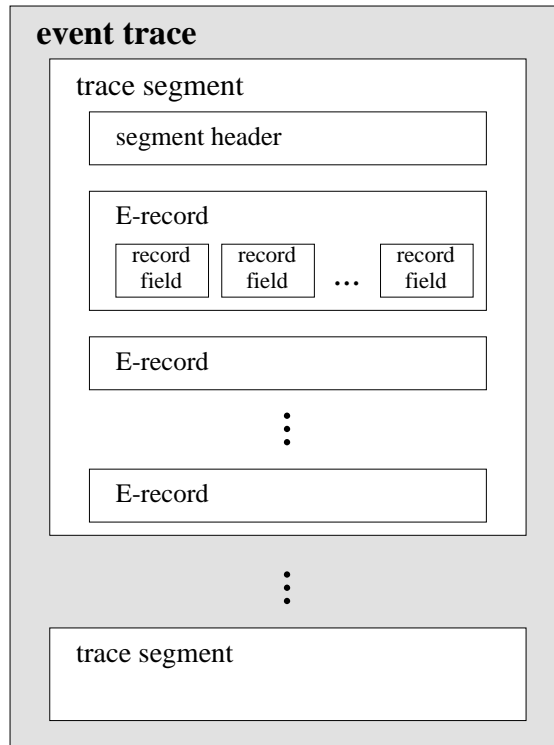 event trace
trace segment
segment header
E-record
record record record
field field ... field
E-record
E-record
trace segment